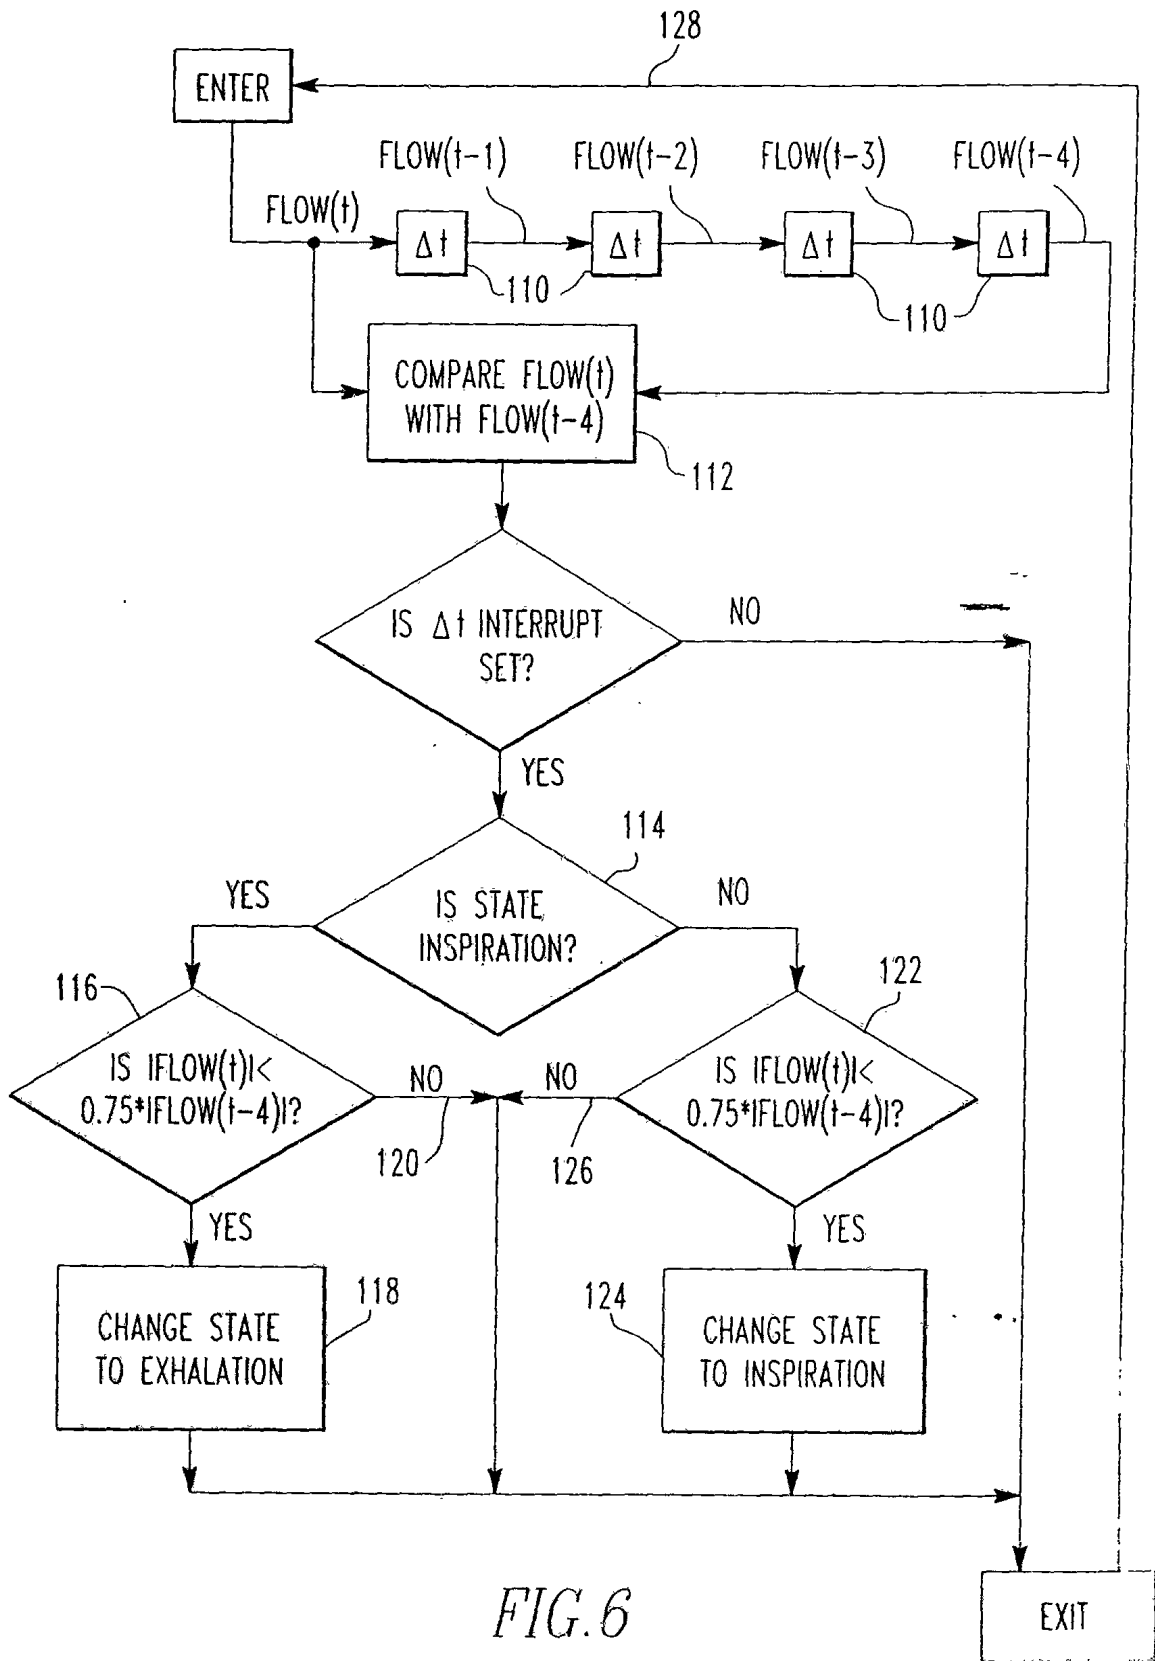 128
ENTER
FLOW(t-1)
FLOW(t-2)
FLOW(t-3)
FLOW(t-4)
FLOW(t)
Δt
Δt
Δt
Δt
110
110
COMPARE FLOW(t)
WITH FLOW(t-4)
112
IS Δt INTERRUPT
SET?
NO
YES
114
YES
NO
IS STATE
INSPIRATION?
116
122
IS |FLOW(t)|<
0.75*|FLOW(t-4)|?
NO
NO
IS |FLOW(t)|<
0.75*|FLOW(t-4)|?
120
126
YES
YES
118
124
CHANGE STATE
TO EXHALATION
CHANGE STATE
TO INSPIRATION
EXIT
FIG.6